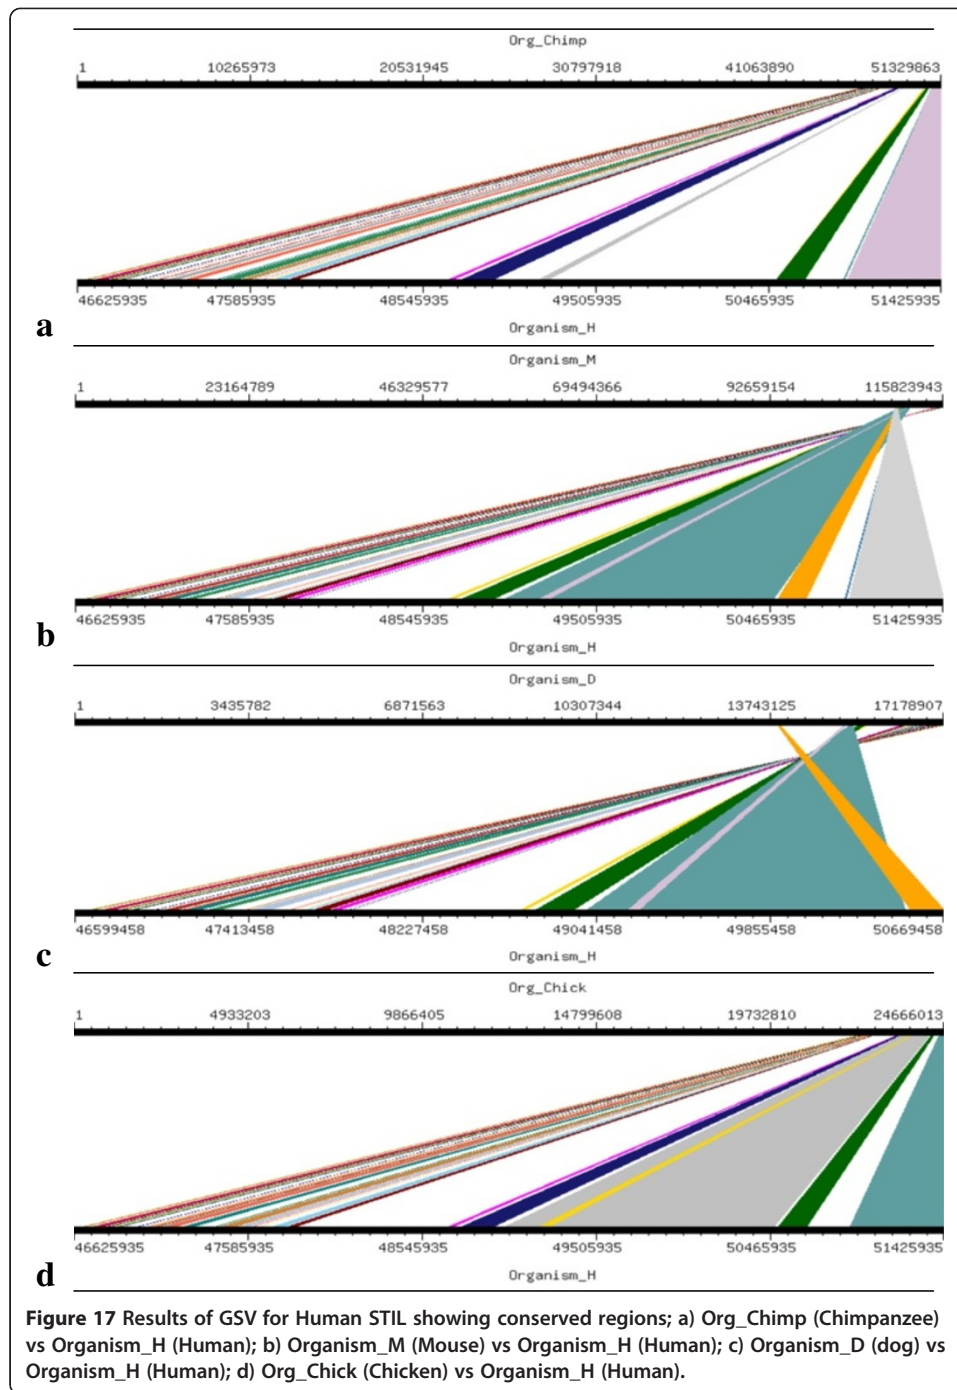 Org_Chimp
1 10265973 20531945 30797918 41063890 51329863
46625935 47585935 48545935 49505935 50465935 51425935
a
Organism_H
Organism_M
1 23164789 46329577 69494366 92659154 115823943
46625935 47585935 48545935 49505935 50465935 51425935
b
Organism_H
Organism_D
1 3435782 6871563 10307344 13743125 17178907
46599458 47413458 48227458 49041458 49855458 50669458
c
Organism_H
Org_Chick
1 4933203 9866405 14799608 19732810 24666013
46625935 47585935 48545935 49505935 50465935 51425935
d
Organism_H
Figure 17 Results of GSV for Human STIL showing conserved regions; a) Org_Chimp (Chimpanzee)
vs Organism_H (Human); b) Organism_M (Mouse) vs Organism_H (Human); c) Organism_D (dog) vs
Organism_H (Human); d) Org_Chick (Chicken) vs Organism_H (Human).